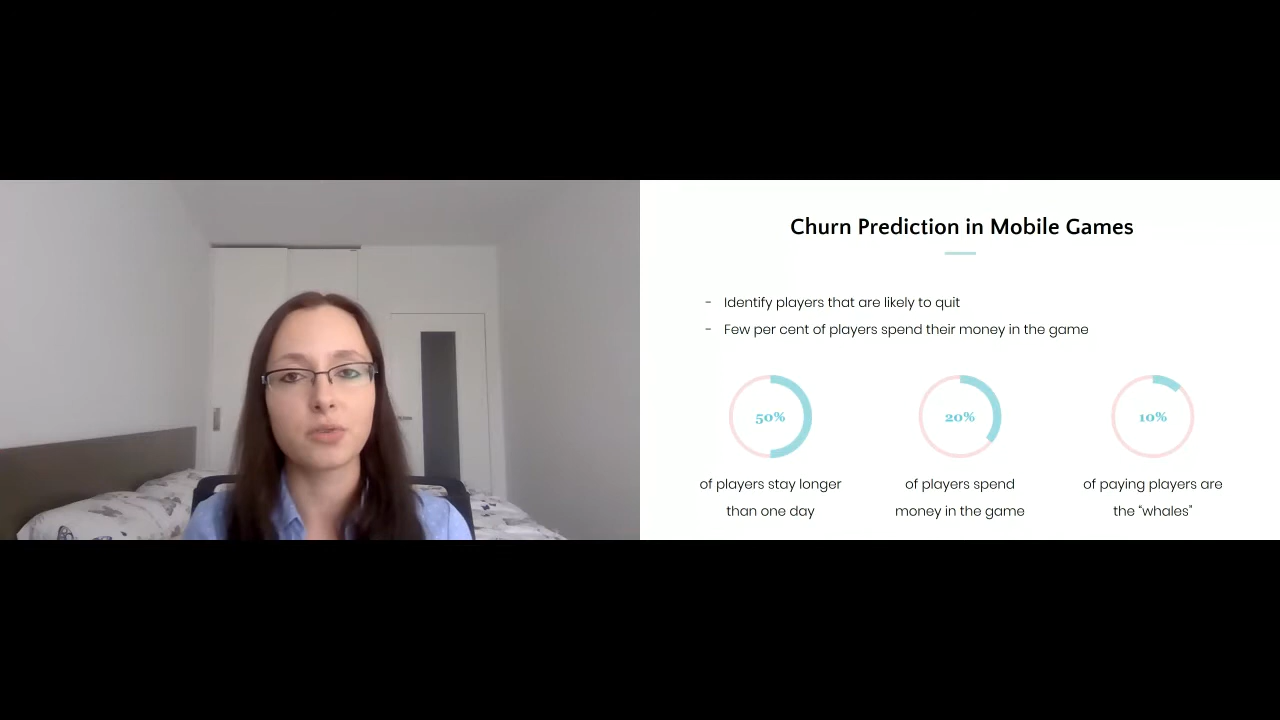 Churn Prediction in Mobile Games
- Identify players that are likely to quit
- Few per cent of players spend their money in the game
50%
of players stay longer
than one day
20%
of players spend
money in the game
10%
of paying players are
the “whales”